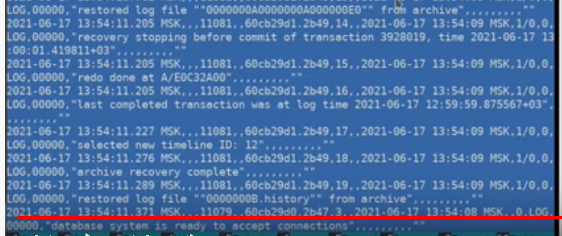 LOG,00000,"restored log file ""0000000A0000000A000000E0"" from archive",,,,,,,,,""
2021-06-17 13:54:11.205 MSK,,,11081,,60cb29d1.2b49,14,,2021-06-17 13:54:09 MSK,1/0,0,
LOG,00000,"recovery stopping before commit of transaction 3928019, time 2021-06-17 13
:00:01.419811+03",,,,,,,,,""
2021-06-17 13:54:11.205 MSK,,,11081,,60cb29d1.2b49,15,,2021-06-17 13:54:09 MSK,1/0,0,
LOG,00000,"redo done at A/E0C32A00",,,,,,,,,""
2021-06-17 13:54:11.205 MSK,,,11081,,60cb29d1.2b49,16,,2021-06-17 13:54:09 MSK,1/0,0,
LOG,00000,"last completed transaction was at log time 2021-06-17 12:59:59.875567+03",
,,,,,,,,""
2021-06-17 13:54:11.227 MSK,,,11081,,60cb29d1.2b49,17,,2021-06-17 13:54:09 MSK,1/0,0,
LOG,00000,"selected new timeline ID: 12",,,,,,,,,""
2021-06-17 13:54:11.276 MSK,,,11081,,60cb29d1.2b49,18,,2021-06-17 13:54:09 MSK,1/0,0,
LOG,00000,"archive recovery complete",,,,,,,,,""
2021-06-17 13:54:11.289 MSK,,,11081,,60cb29d1.2b49,19,,2021-06-17 13:54:09 MSK,1/0,0,
LOG,00000,"restored log file ""0000000B.history"" from archive",,,,,,,,,""
2021-06-17 13:54:11.371 MSK,,,11079,,60cb29d0.2b47,3,,2021-06-17 13:54:08 MSK,,0,LOG,
00000,"database system is ready to accept connections",,,,,,,,,""